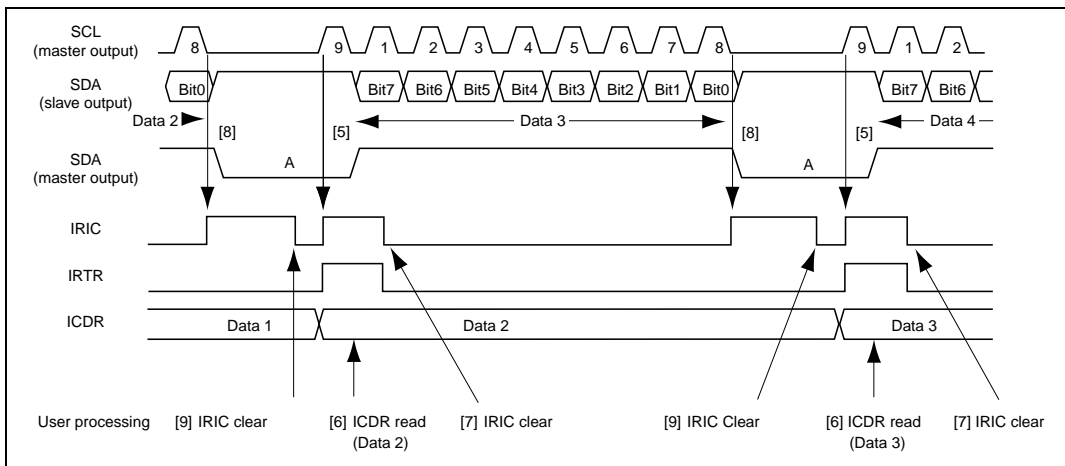 SCL
(master output)
8 9 1 2 3 4 5 6 7 8 9 1 2
SDA
(slave output)
Bit0 Bit7 Bit6 Bit5 Bit4 Bit3 Bit2 Bit1 Bit0 Bit7 Bit6
Data 2 [8] [5] Data 3 [8] [5] Data 4
SDA
(master output)
A A
IRIC
IRTR
ICDR
Data 1 Data 2 Data 3
User processing [9] IRIC clear [6] ICDR read [7] IRIC clear [9] IRIC Clear [6] ICDR read [7] IRIC clear
(Data 2) (Data 3)